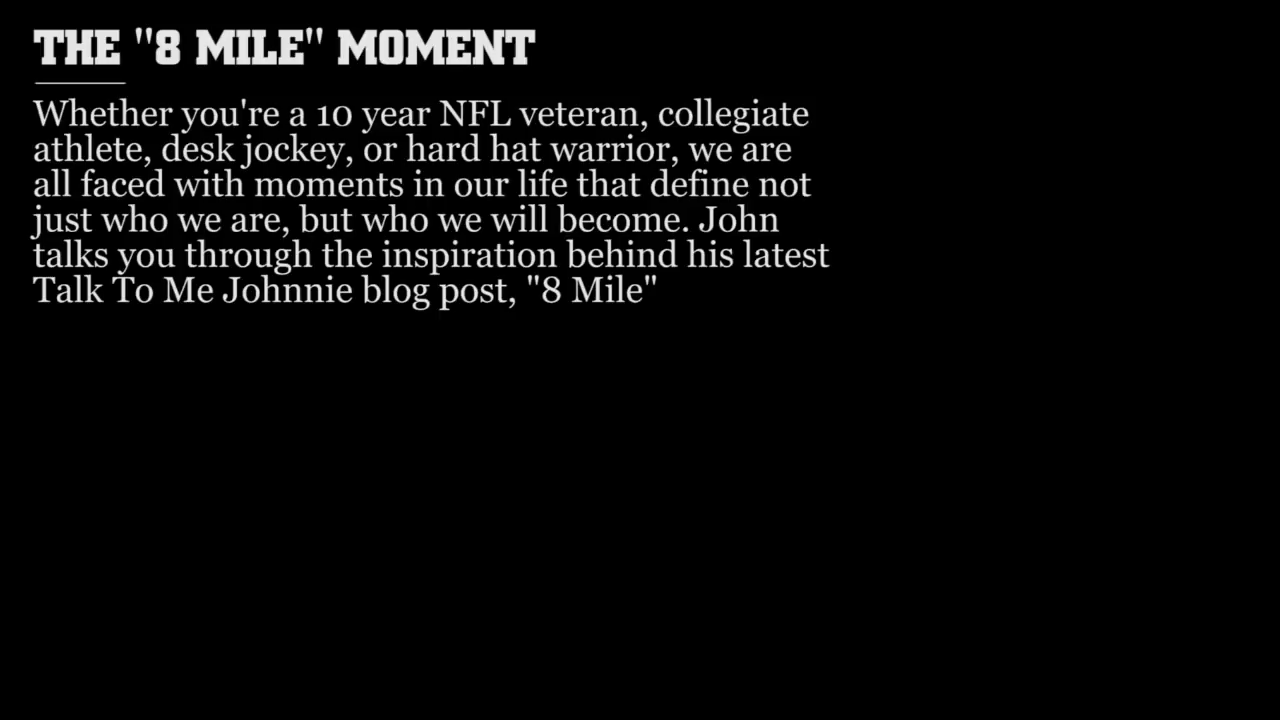 THE "8 MILE" MOMENT
Whether you're a 10 year NFL veteran, collegiate
athlete, desk jockey, or hard hat warrior, we are
all faced with moments in our life that define not
just who we are, but who we will become. John
talks you through the inspiration behind his latest
Talk To Me Johnnie blog post, "8 Mile"